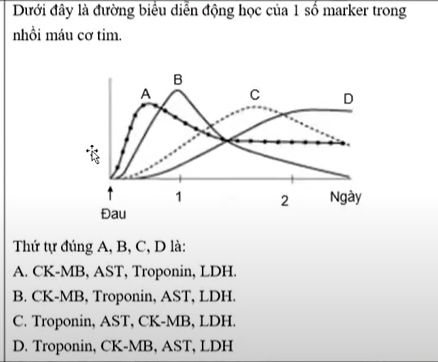 Dưới đây là đường biểu diễn động học của 1 số marker trong
nhồi máu cơ tim.
B
A
C
D
1
2
Ngày
Đau
Thứ tự đúng A, B, C, D là:
A. CK-MB, AST, Troponin, LDH.
B. CK-MB, Troponin, AST, LDH.
C. Troponin, AST, CK-MB, LDH.
D. Troponin, CK-MB, AST, LDH